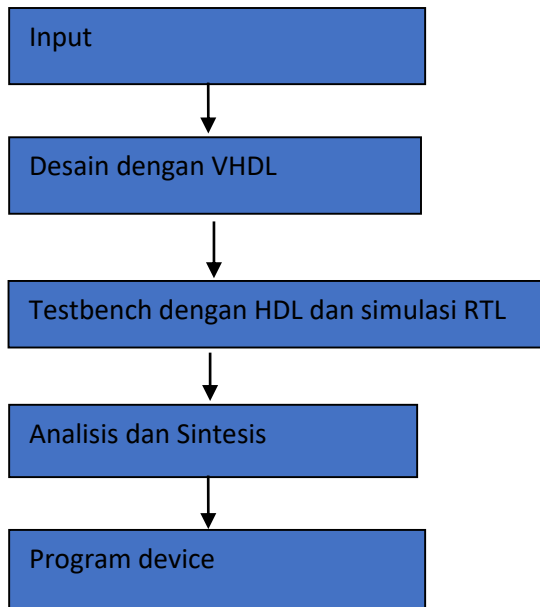 Input
Desain dengan VHDL
Testbench dengan HDL dan simulasi RTL
Analisis dan Sintesis
Program device